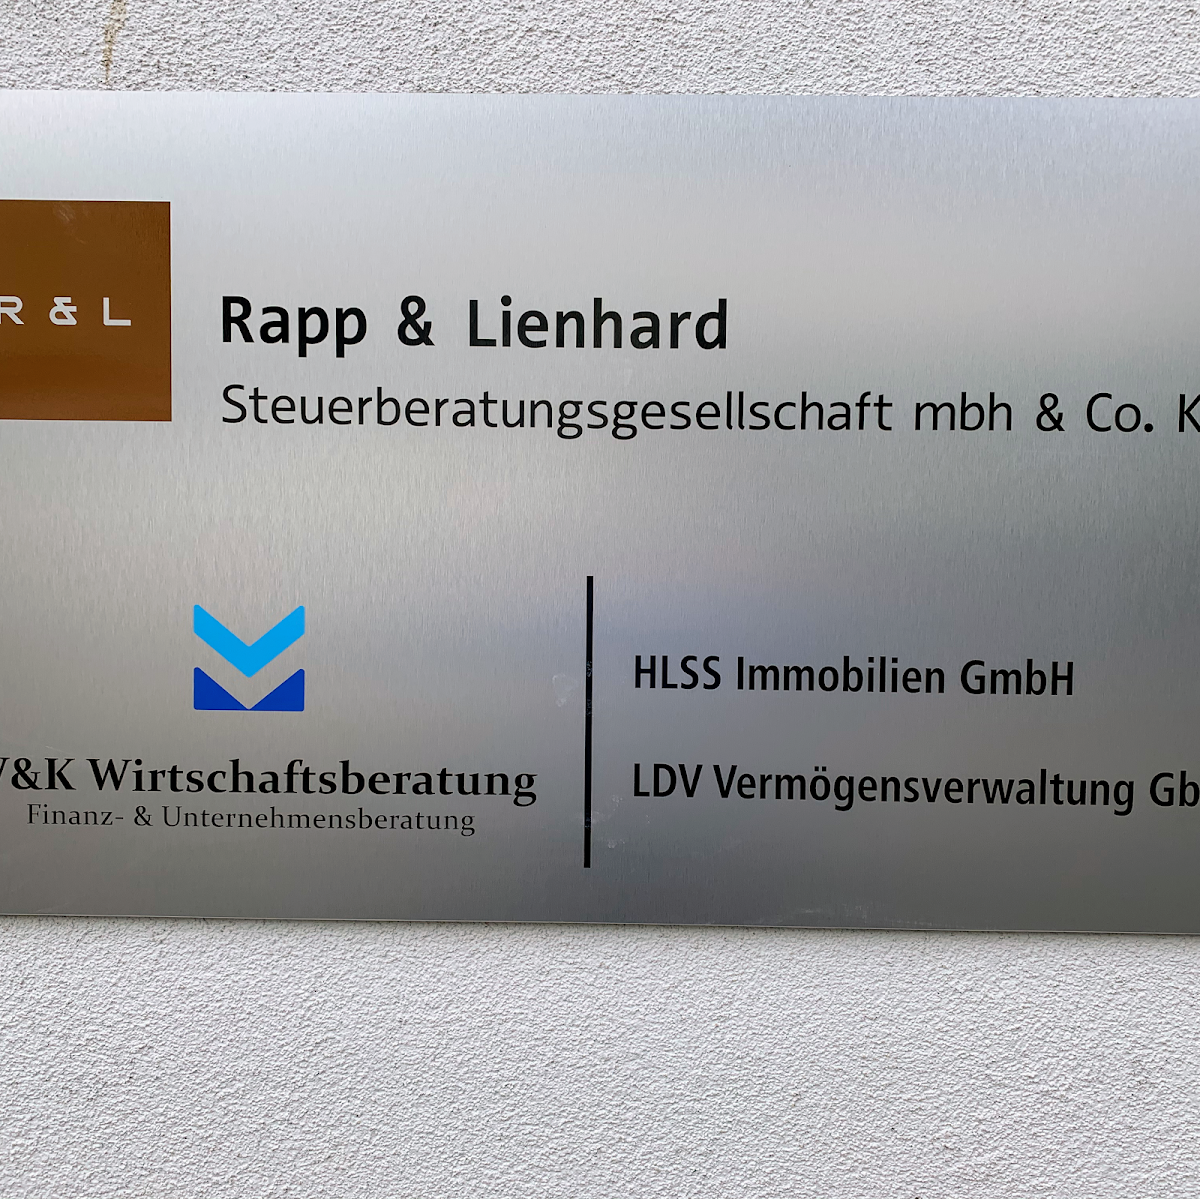 R & L
Rapp & Lienhard
Steuerberatungsgesellschaft mbh & Co.
Wirtschaftsberatung
Finanz- & Unternehmensberatung
HLSS Immobilien GmbH
LDV Vermögensverwaltung